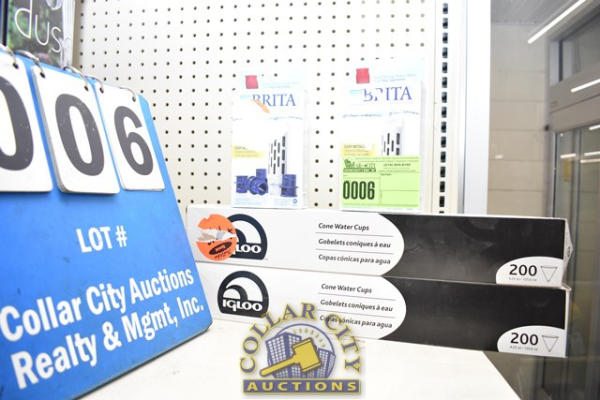 dus
006
LOT #
Collar City Auctions
Realty & Mgmt, Inc.
BRITA
BRITA
0006
IGLOO
Cone Water Cups
Gobelets coniques à eau
Copas cónicas para agua
200
IGLOO
Cone Water Cups
Gobelets coniques à eau
Copas cónicas para agua
200
COLLAR CITY
AUCTIONS